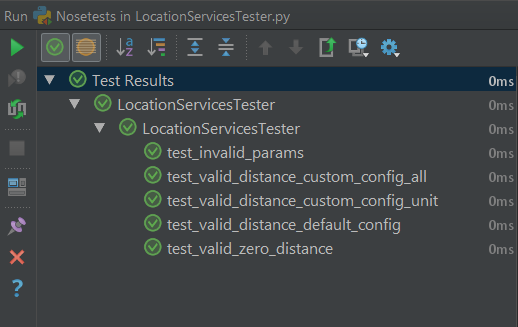 Run Nosetests in LocationServicesTester.py
Test Results 0ms
LocationServicesTester 0ms
LocationServicesTester 0ms
test_invalid_params 0ms
test_valid_distance_custom_config_all 0ms
test_valid_distance_custom_config_unit 0ms
test_valid_distance_default_config 0ms
test_valid_zero_distance 0ms